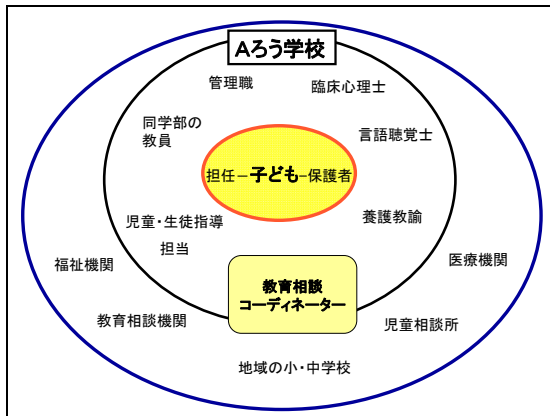 Aろう学校
管理職
臨床心理士
同学部の
教員
言語聴覚士
担任－子ども－保護者
児童・生徒指導
担当
養護教諭
福祉機関
医療機関
教育相談
コーディネーター
教育相談機関
児童相談所
地域の小・中学校